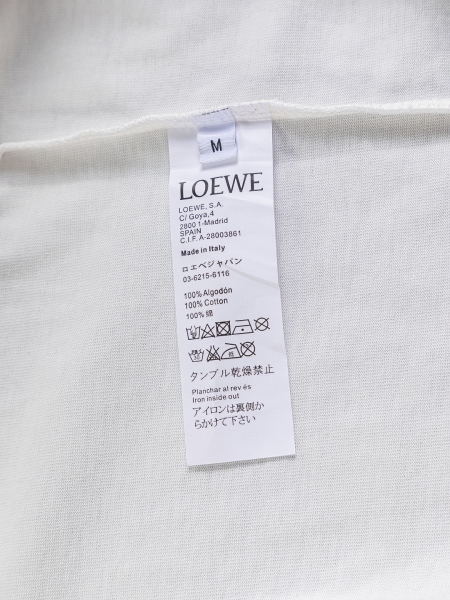 M
LOEWE
LOEWE, S.A.
C/ Goya,4
2800 1-Madrid
SPAIN
C.I.F. A-28003861
Made in Italy
ロエベジャパン
03-6215-6116
100% Algodón
100% Cotton
100% 綿
タンブル乾燥禁止
Planchar al rev és
Iron inside out
アイロンは裏側か
らかけて下さい